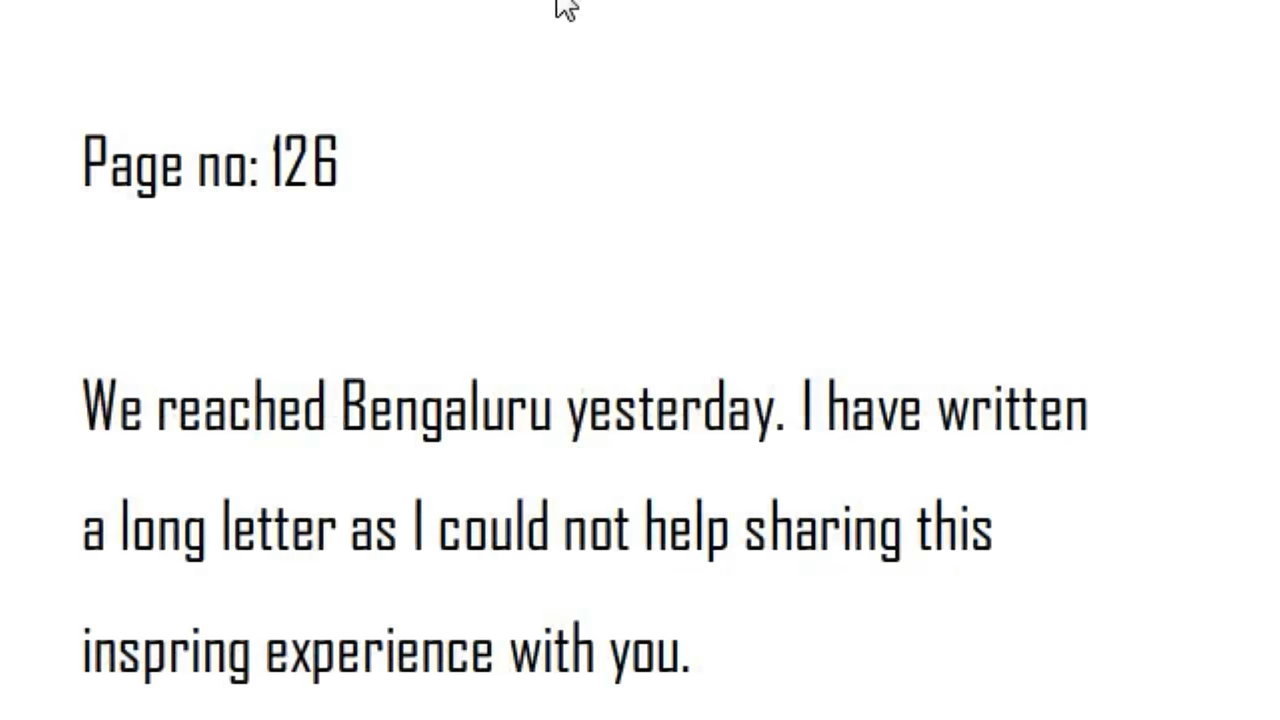 Page no: 126
We reached Bengaluru yesterday. I have written
a long letter as I could not help sharing this
inspring experience with you.